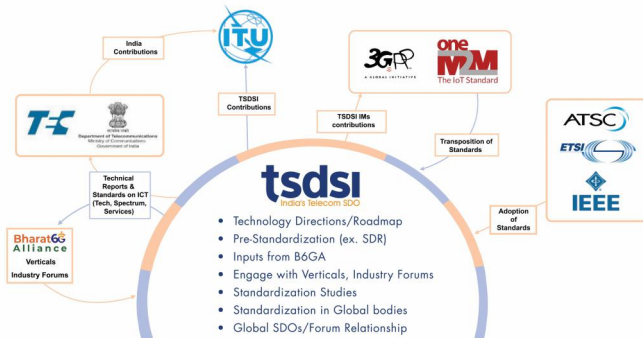 India
Contributions
ITU
TSDSI
Contributions
3GPP
A GLOBAL INITIATIVE
one
M2M
The IoT Standard
TSDSI IMs
contributions
Transposition of
Standards
TEC
Department of Telecommunications
Ministry of Communications
Government of India
ATSC
ETSI
IEEE
Adoption
of
Standards
Technical
Reports &
Standards on ICT
(Tech, Spectrum,
Services)
Bharat6G
Alliance
Verticals
Industry Forums
tsdsi
India's Telecom SDO
• Technology Directions/Roadmap
• Pre-Standardization (ex. SDR)
• Inputs from B6GA
• Engage with Verticals, Industry Forums
• Standardization Studies
• Standardization in Global bodies
• Global SDOs/Forum Relationship